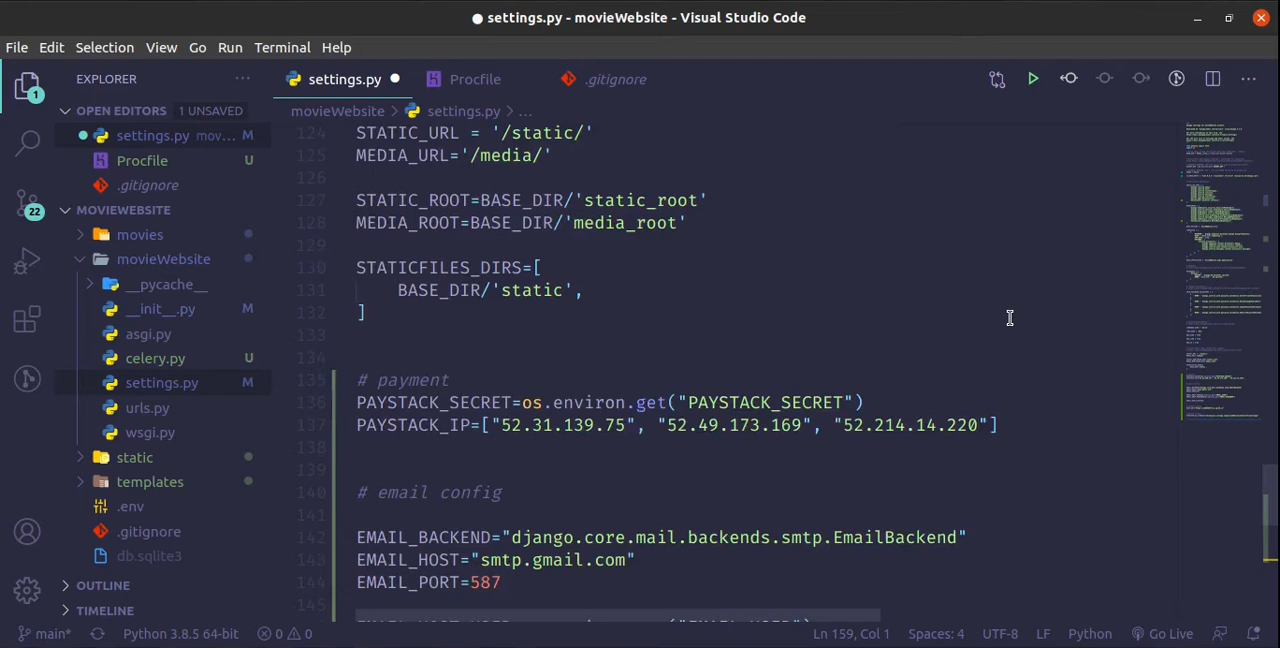 ● settings.py - movieWebsite - Visual Studio Code
File Edit Selection View Go Run Terminal Help
EXPLORER ...
settings.py ●
Procfile
.gitignore
OPEN EDITORS 1 UNSAVED
settings.py mov... M
Procfile U
.gitignore
MOVIEWEBSITE
movies
movieWebsite
__pycache__
__init__.py M
asgi.py
celery.py U
settings.py M
urls.py
wsgi.py
static
templates
.env
.gitignore
db.sqlite3
OUTLINE
TIMELINE
1
22
movieWebsite > settings.py > ...
124 STATIC_URL = '/static/'
125 MEDIA_URL='/media/'
126
127 STATIC_ROOT=BASE_DIR/'static_root'
128 MEDIA_ROOT=BASE_DIR/'media_root'
129
130 STATICFILES_DIRS=[
131 BASE_DIR/'static',
132 ]
133
134
135 # payment
136 PAYSTACK_SECRET=os.environ.get("PAYSTACK_SECRET")
137 PAYSTACK_IP=["52.31.139.75", "52.49.173.169", "52.214.14.220"]
138
139
140 # email config
141
142 EMAIL_BACKEND="django.core.mail.backends.smtp.EmailBackend"
143 EMAIL_HOST="smtp.gmail.com"
144 EMAIL_PORT=587
145
main* Python 3.8.5 64-bit 0 0 Ln 159, Col 1 Spaces: 4 UTF-8 LF Python Go Live